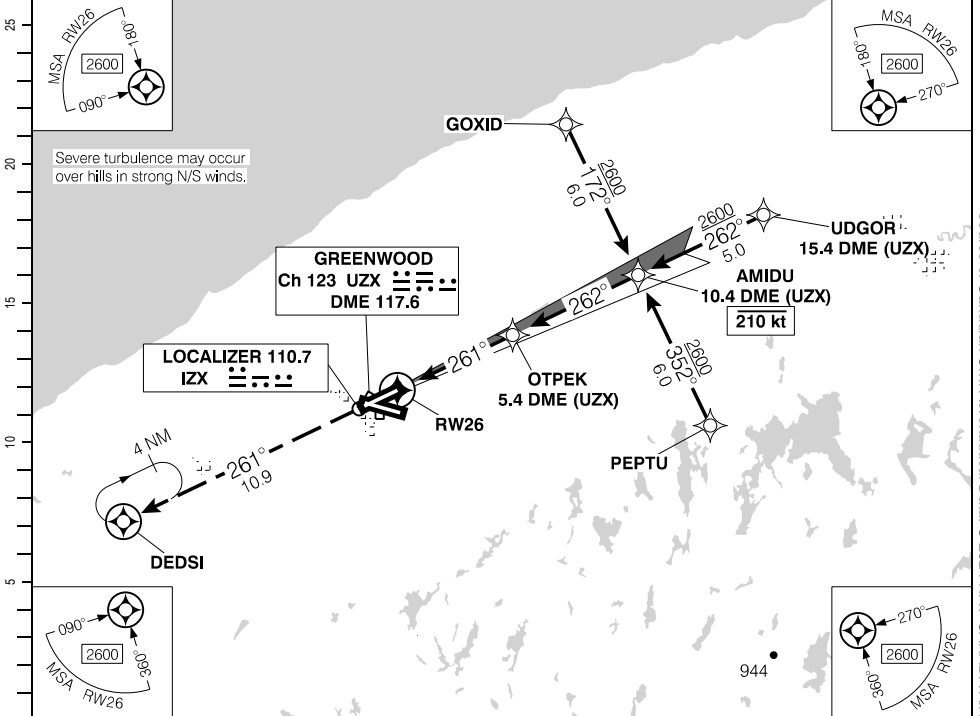 25
20
15
10
5
MSA RW26
180°
2600
090°
MSA RW26
180°
2600
270°
Severe turbulence may occur
over hills in strong N/S winds.
GOXID
2600
172°
6.0
2600
262°
5.0
UDGOR
15.4 DME (UZX)
GREENWOOD
Ch 123 UZX
DME 117.6
AMIDU
10.4 DME (UZX)
210 kt
262°
LOCALIZER 110.7
IZX
261°
OTPEK
5.4 DME (UZX)
2600
352°
6.0
RW26
PEPTU
4 NM
261°
10.9
DEDSI
090°
2600
360°
MSA RW26
944
270°
2600
360°
MSA RW26